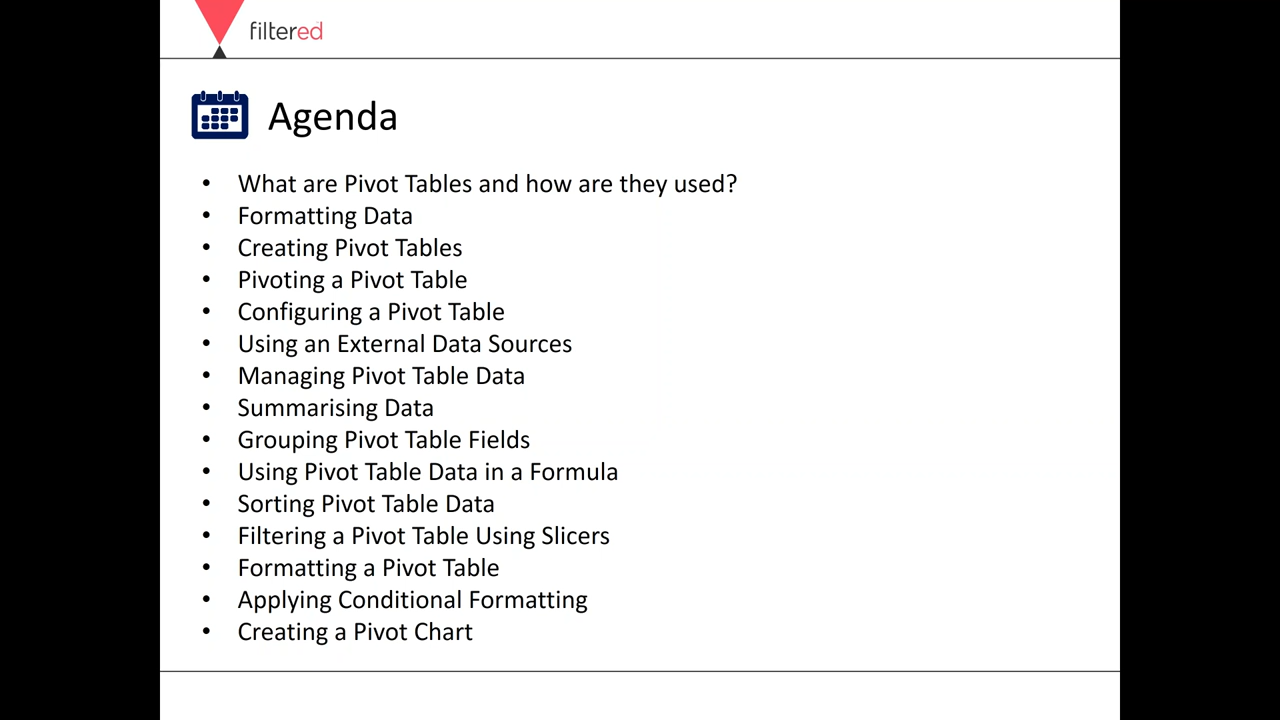 filtered
Agenda
• What are Pivot Tables and how are they used?
• Formatting Data
• Creating Pivot Tables
• Pivoting a Pivot Table
• Configuring a Pivot Table
• Using an External Data Sources
• Managing Pivot Table Data
• Summarising Data
• Grouping Pivot Table Fields
• Using Pivot Table Data in a Formula
• Sorting Pivot Table Data
• Filtering a Pivot Table Using Slicers
• Formatting a Pivot Table
• Applying Conditional Formatting
• Creating a Pivot Chart